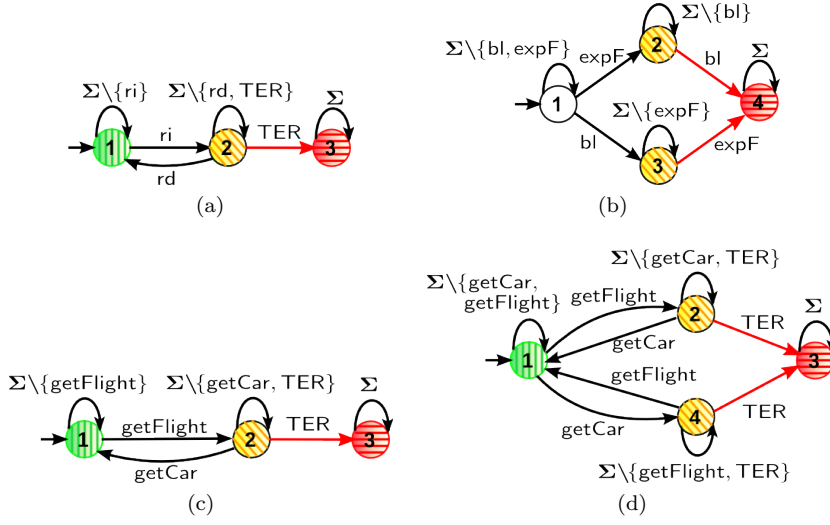 Σ\{ri}
Σ\{rd, TER}
Σ
1
ri
2
TER
3
rd
(a)
Σ\{bl}
Σ\{bl, expF}
expF
2
bl
Σ
1
4
Σ\{expF}
bl
3
expF
(b)
Σ\{getFlight}
Σ\{getCar, TER}
Σ
1
getFlight
2
TER
3
getCar
(c)
Σ\{getCar, TER}
Σ\{getCar,
getFlight}
getFlight
2
TER
Σ
1
getCar
3
getFlight
getCar
4
TER
Σ\{getFlight, TER}
(d)